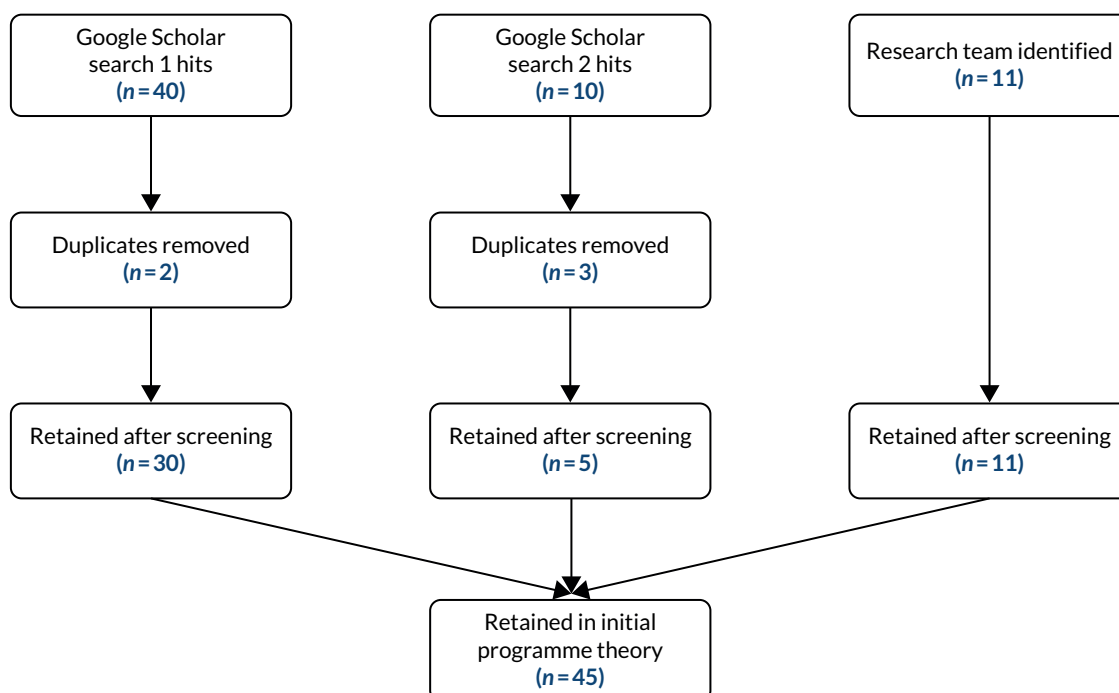 Google Scholar
search 1 hits
(n = 40)
Google Scholar
search 2 hits
(n = 10)
Research team identified
(n = 11)
Duplicates removed
(n = 2)
Duplicates removed
(n = 3)
Retained after screening
(n = 30)
Retained after screening
(n = 5)
Retained after screening
(n = 11)
Retained in initial
programme theory
(n = 45)